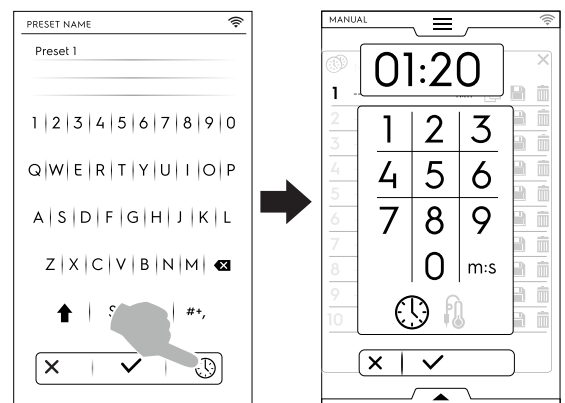 PRESET NAME
Preset 1
1 2 3 4 5 6 7 8 9 0
Q W E R T Y U I O P
A S D F G H J K L
Z X C V B N M
#+,
MANUAL
01:20
1
2
3
4
5
6
7
8
9
10
1 2 3
4 5 6
7 8 9
0 m:s